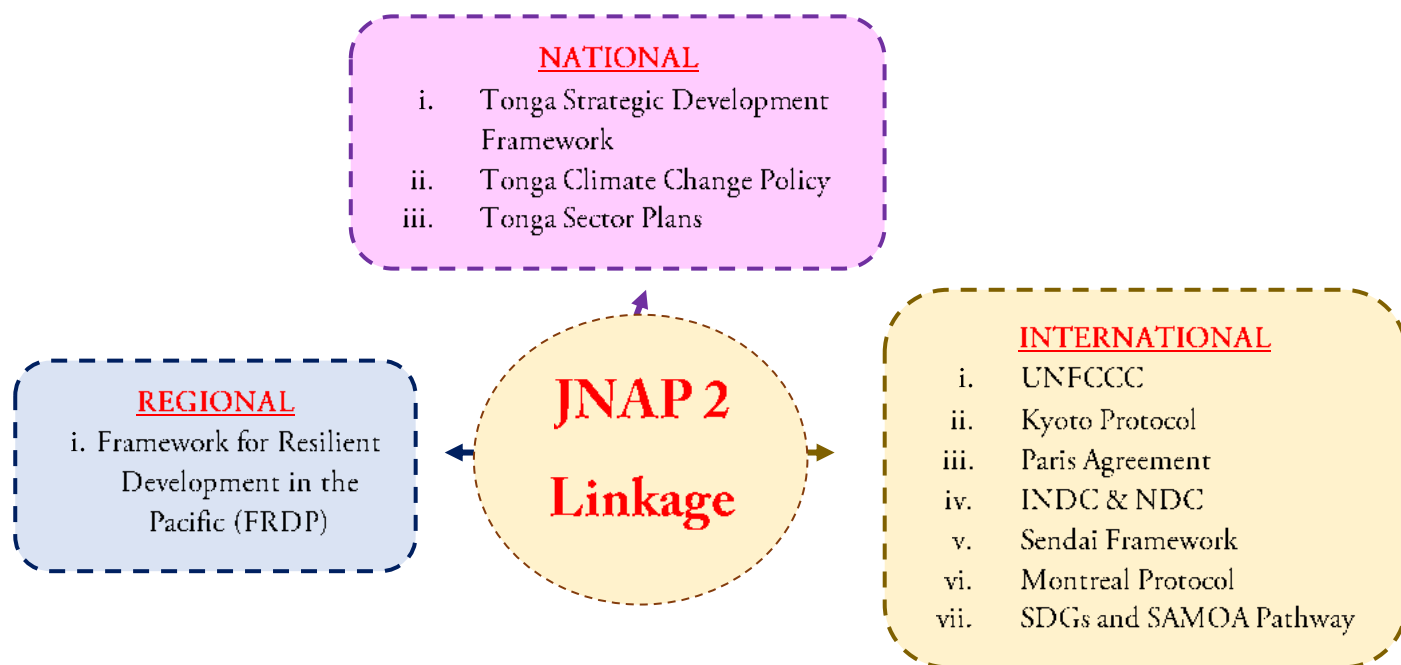 NATIONAL
i. Tonga Strategic Development
Framework
ii. Tonga Climate Change Policy
iii. Tonga Sector Plans
REGIONAL
i. Framework for Resilient
Development in the
Pacific (FRDP)
JNAP 2
Linkage
INTERNATIONAL
i. UNFCCC
ii. Kyoto Protocol
iii. Paris Agreement
iv. INDC & NDC
v. Sendai Framework
vi. Montreal Protocol
vii. SDGs and SAMOA Pathway